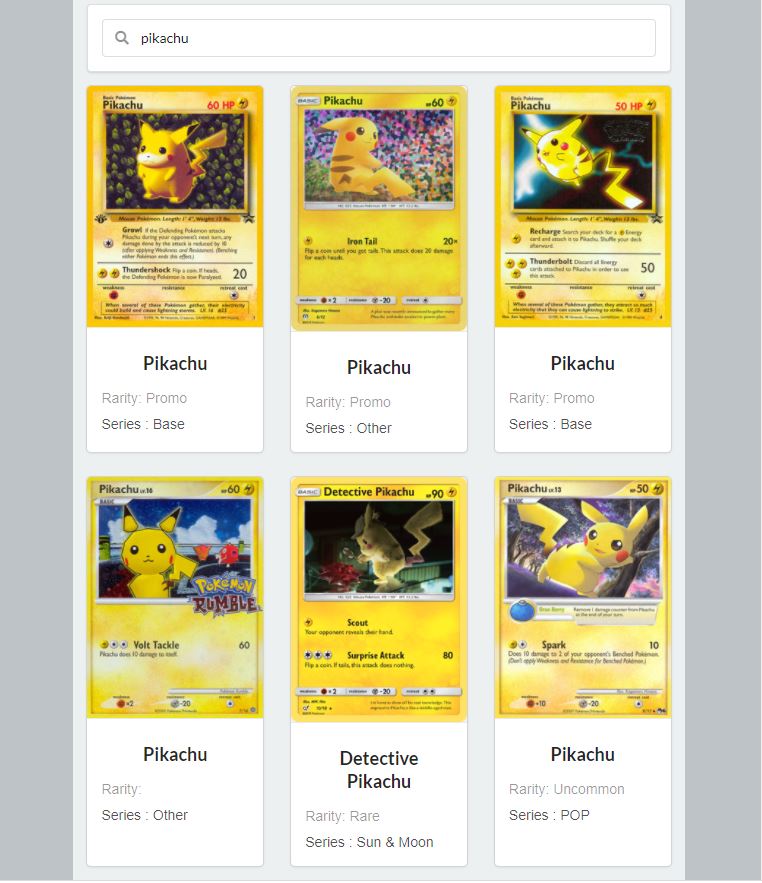 pikachu
Basic Pokémon
Pikachu 60 HP
Mouse Pokémon. Length: 1' 4", Weight: 13 lbs.
Growl If the Defending Pokémon attacks
Pikachu during your opponent's next turn, any
damage done by the attack is reduced by 10
(after applying Weakness and Resistance). (Benching
either Pokémon ends this effect.)
Thundershock Flip a coin. If heads,
the Defending Pokémon is now Paralyzed.
20
weakness resistance retreat cost
When several of these Pokémon gather, their electricity
could build and cause lightning storms. LV. 16 #25
BASIC Pikachu HP 60
Iron Tail 20×
Flip a coin until you get tails. This attack does 20 damage
for each heads.
weakness ×2 resistance -20 retreat
6/12
Basic Pokémon
Pikachu 50 HP
Mouse Pokémon. Length: 1' 4", Weight: 13 lbs.
Recharge Search your deck for a
Energy
card and attach it to Pikachu. Shuffle your deck
afterward.
Thunderbolt Discard all Energy
cards attached to Pikachu in order to use
this attack.
50
weakness resistance retreat cost
When several of these Pokémon gather, they attract so much
electricity that they can cause lightning to strike. LV. 13 #25
Pikachu
Rarity: Promo
Series : Base
Pikachu
Rarity: Promo
Series : Other
Pikachu
Rarity: Promo
Series : Base
Pikachu LV.16 HP 60
BASIC
POKéMON
RUMBLE
Volt Tackle 60
Pikachu does 10 damage to itself.
weakness resistance retreat cost
×2 -20
BASIC Detective Pikachu HP 90
Scout
Your opponent reveals their hand.
Surprise Attack 80
Flip a coin. If tails, this attack does nothing.
weakness ×2 resistance -20 retreat
10/18
Pikachu LV.13 HP 50
BASIC
Oran Berry
Remove 1 damage counter from Pikachu
at the end of your turn.
Spark 10
Does 10 damage to 2 of your opponent's Benched Pokémon.
(Don't apply Weakness and Resistance for Benched Pokémon.)
weakness resistance retreat cost
+10 -20
Pikachu
Rarity:
Series : Other
Detective
Pikachu
Rarity: Rare
Series : Sun & Moon
Pikachu
Rarity: Uncommon
Series : POP